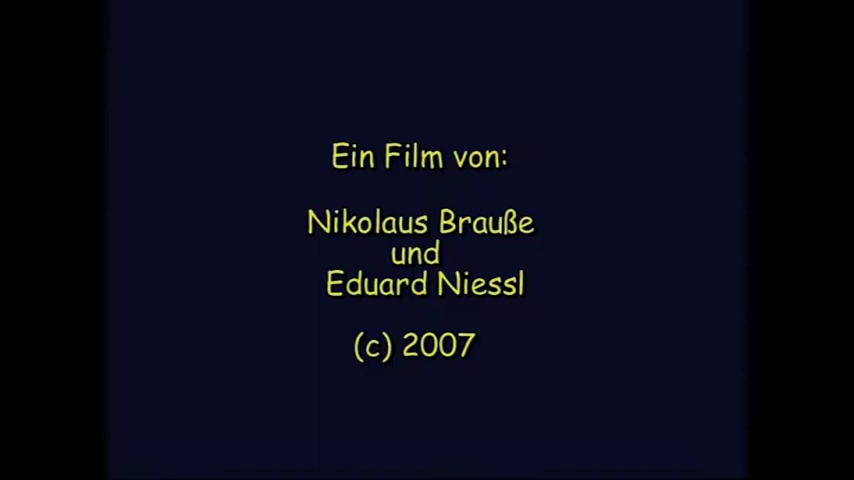 Ein Film von:
Nikolaus Brauße
und
Eduard Niessl
(c) 2007